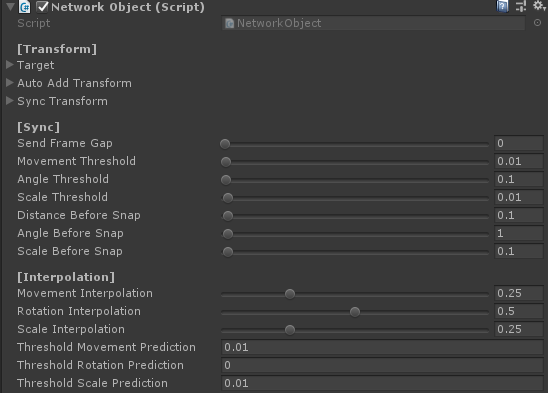 Network Object (Script)
Script NetworkObject
[Transform]
Target
Auto Add Transform
Sync Transform
[Sync]
Send Frame Gap 0
Movement Threshold 0.01
Angle Threshold 0.1
Scale Threshold 0.01
Distance Before Snap 0.1
Angle Before Snap 1
Scale Before Snap 0.1
[Interpolation]
Movement Interpolation 0.25
Rotation Interpolation 0.5
Scale Interpolation 0.25
Threshold Movement Prediction 0.01
Threshold Rotation Prediction 0
Threshold Scale Prediction 0.01